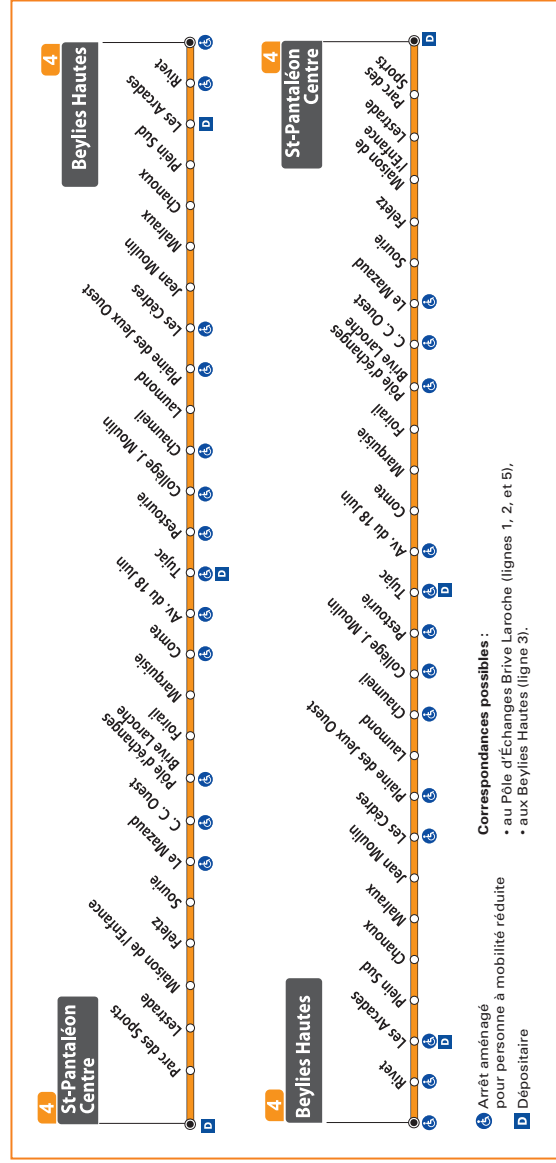 4
St-Pantaléon
Centre
Parc des Sports
Lestrade
Maison de l'Enfance
Feletz
Sourie
Le Mazaud
C. C. Ouest
Pôle d'échanges
Brive Laroche
Foirail
Marquisie
Comte
Av. du 18 Juin
Tujac
Pestourie
Collège J. Moulin
Chaumeil
Laumond
Plaine des Jeux Ouest
Les Cèdres
Jean Moulin
Malraux
Chanoux
Plein Sud
Les Arcades
Rivet
4
Beylies Hautes
D
D
D
4
Beylies Hautes
Rivet
Les Arcades
Plein Sud
Chanoux
Malraux
Jean Moulin
Les Cèdres
Plaine des Jeux Ouest
Laumond
Chaumeil
Collège J. Moulin
Pestourie
Tujac
Av. du 18 Juin
Comte
Marquisie
Foirail
Pôle d'échanges
Brive Laroche
C. C. Ouest
Le Mazaud
Sourie
Feletz
Maison de
l'Enfance
Lestrade
Parc des
Sports
4
St-Pantaléon
Centre
D
D
D
Arrêt aménagé
pour personne à mobilité réduite
D Dépositaire
Correspondances possibles :
• au Pôle d'Échanges Brive Laroche (lignes 1, 2, et 5),
• aux Beylies Hautes (ligne 3).